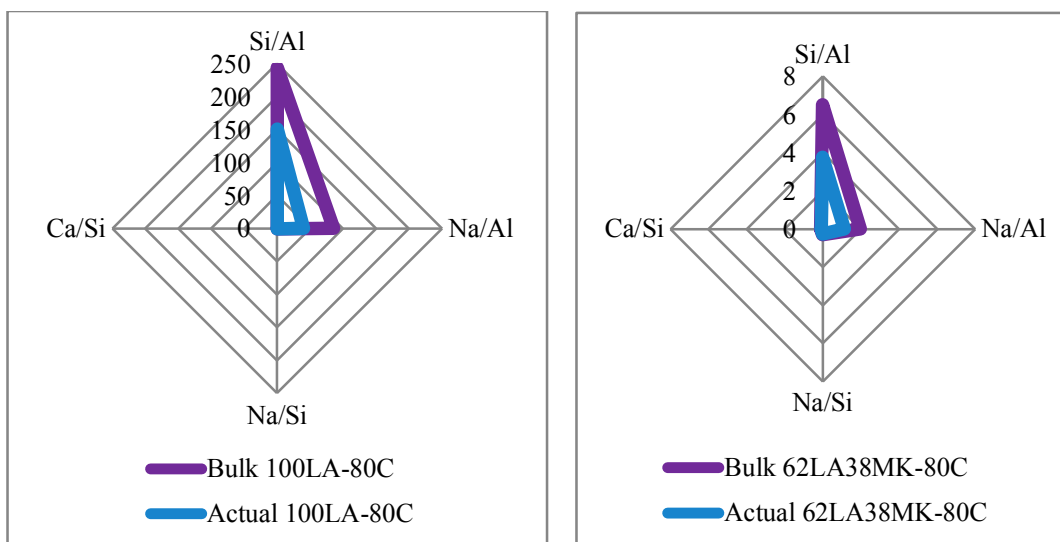 Si/Al
250
200
150
100
50
0
Ca/Si
Na/Al
Na/Si
Bulk 100LA-80C
Actual 100LA-80C
Si/Al
8
6
4
2
0
Ca/Si
Na/Al
Na/Si
Bulk 62LA38MK-80C
Actual 62LA38MK-80C